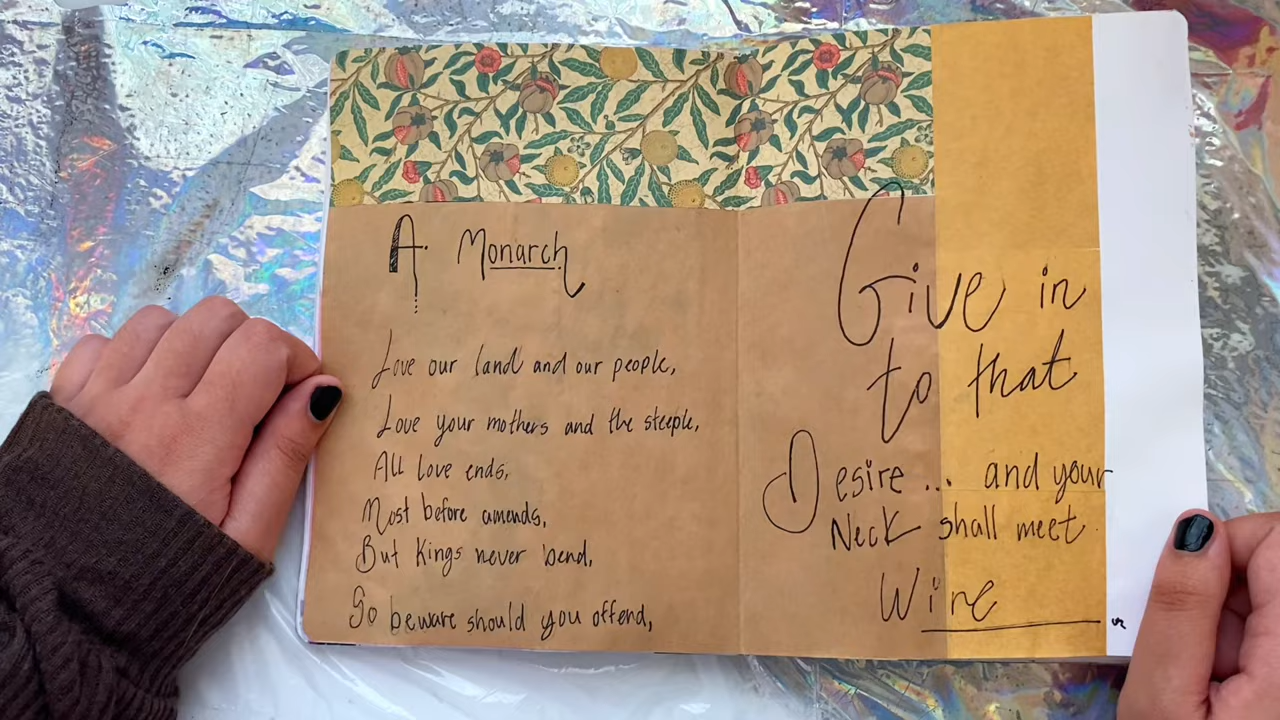 A. Monarch
Love our land and our people,
Love your mothers and the steeple,
All love ends,
Most before amends,
But Kings never bend,
So beware should you offend,
Give in
to that
Desire... and your
Neck shall meet
Wire